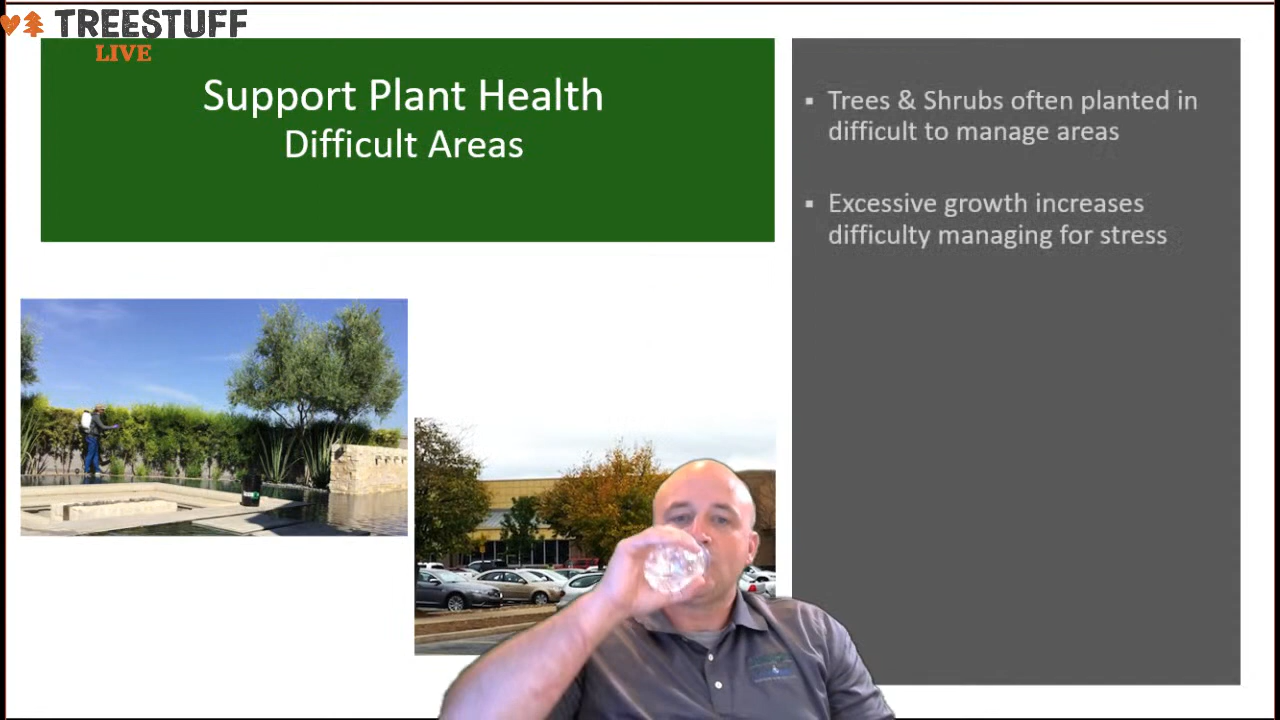 TREESTUFF
LIVE
Support Plant Health
Difficult Areas
▪ Trees & Shrubs often planted in
difficult to manage areas
▪ Excessive growth increases
difficulty managing for stress